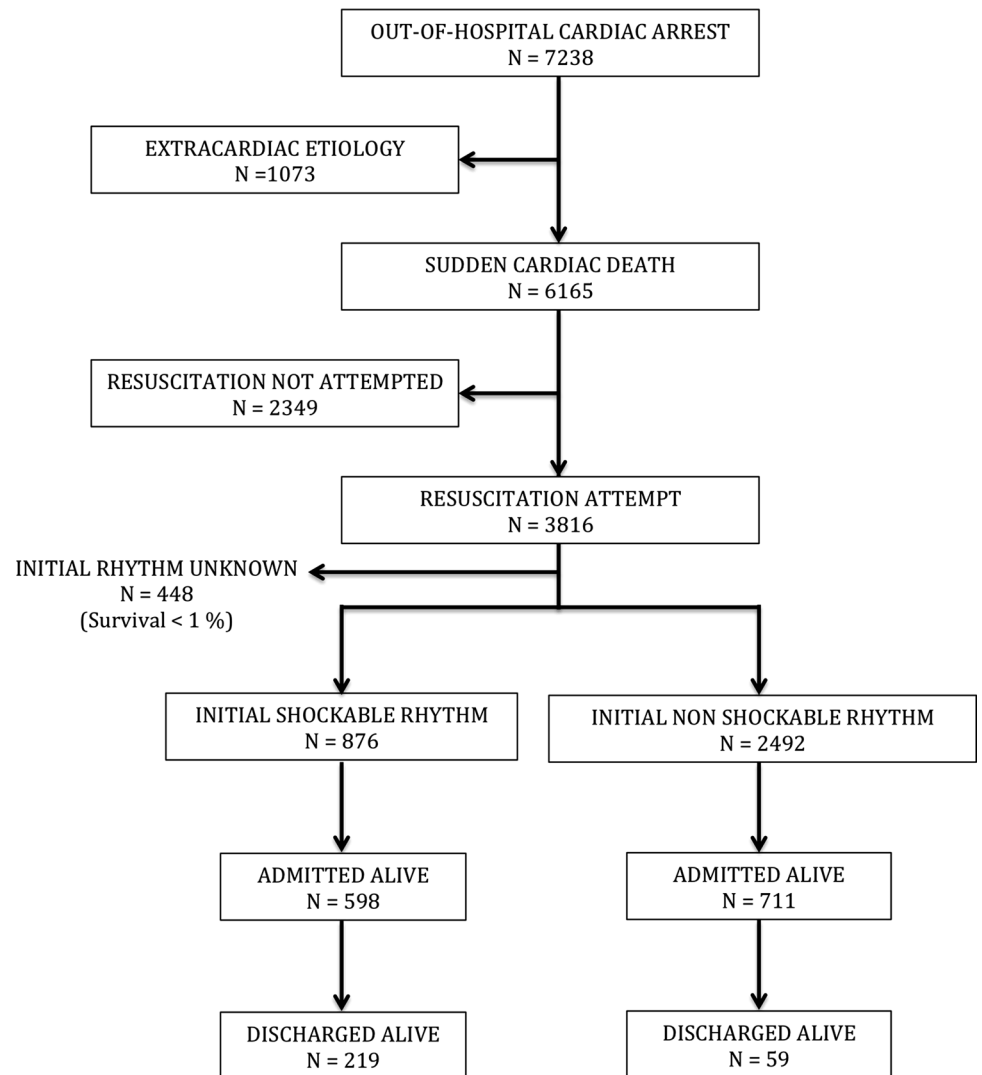 OUT-OF-HOSPITAL CARDIAC ARREST
N = 7238
EXTRACARDIAC ETIOLOGY
N =1073
SUDDEN CARDIAC DEATH
N = 6165
RESUSCITATION NOT ATTEMPTED
N = 2349
RESUSCITATION ATTEMPT
N = 3816
INITIAL RHYTHM UNKNOWN
N = 448
(Survival < 1 %)
INITIAL SHOCKABLE RHYTHM
N = 876
INITIAL NON SHOCKABLE RHYTHM
N = 2492
ADMITTED ALIVE
N = 598
ADMITTED ALIVE
N = 711
DISCHARGED ALIVE
N = 219
DISCHARGED ALIVE
N = 59